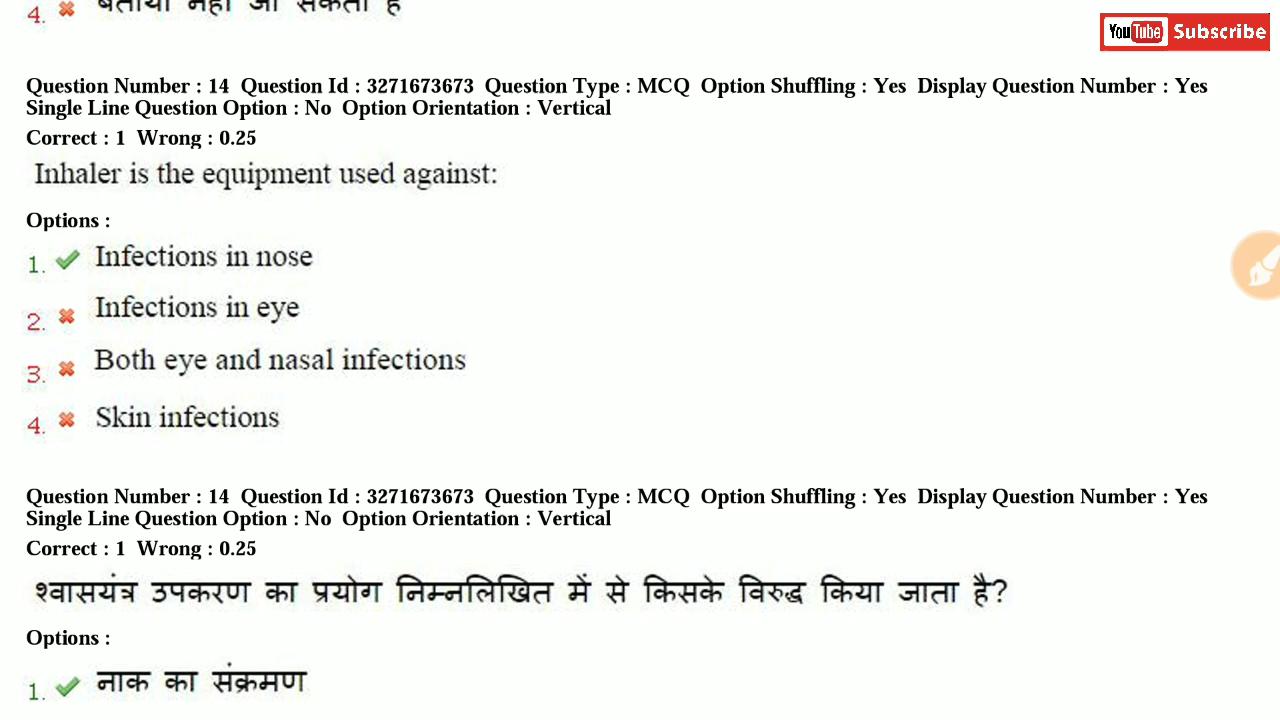 4. बताया नहीं जा सकता है
YouTube Subscribe
Question Number : 14 Question Id : 3271673673 Question Type : MCQ Option Shuffling : Yes Display Question Number : Yes
Single Line Question Option : No Option Orientation : Vertical
Correct : 1 Wrong : 0.25
Inhaler is the equipment used against:
Options :
1. Infections in nose
2. Infections in eye
3. Both eye and nasal infections
4. Skin infections
Question Number : 14 Question Id : 3271673673 Question Type : MCQ Option Shuffling : Yes Display Question Number : Yes
Single Line Question Option : No Option Orientation : Vertical
Correct : 1 Wrong : 0.25
श्वासयंत्र उपकरण का प्रयोग निम्नलिखित में से किसके विरुद्ध किया जाता है?
Options :
1. नाक का संक्रमण